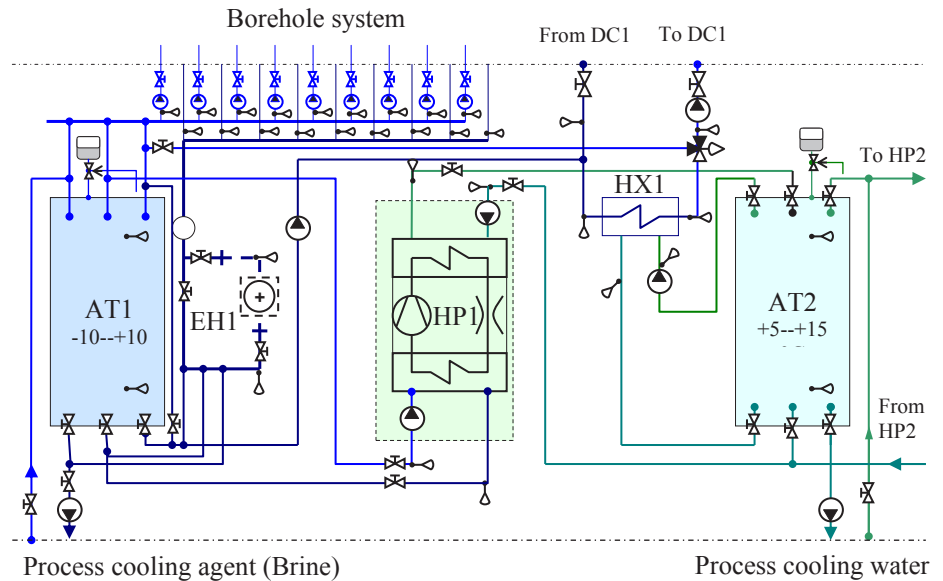 Borehole system
From DC1
To DC1
To HP2
HX1
AT1
-10--+10
EH1
HP1
AT2
+5--+15
From
HP2
Process cooling agent (Brine)
Process cooling water